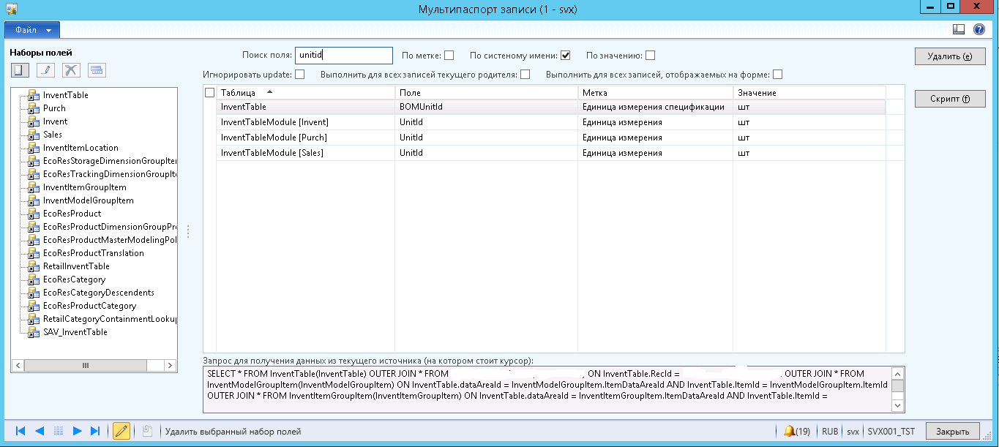 Мультипаспорт записи (1 - svx)
Файл
Наборы полей
InventTable
Purch
Invent
Sales
InventItemLocation
EcoResStorageDimensionGroupIter
EcoResTrackingDimensionGroupIte
InventItemGroupItem
InventModelGroupItem
EcoResProduct
EcoResProductDimensionGroupPro
EcoResProductMasterModelingPol
EcoResProductTranslation
RetailInventTable
EcoResCategory
EcoResCategoryDescendents
EcoResProductCategory
RetailCategoryContainmentLookup
SAV_InventTable
Поиск поля: unitid По метке: По систеному имени: По значению:
Игнорировать update: Выполнить для всех записей текущего родителя: Выполнить для всех записей, отображаемых на форме:
Таблица Поле Метка Значение
InventTable BOMUnitId Единица измерения спецификации шт
InventTableModule [Invent] UnitId Единица измерения шт
InventTableModule [Purch] UnitId Единица измерения шт
InventTableModule [Sales] UnitId Единица измерения шт
Запрос для получения данных из текущего источника (на котором стоит курсор):
SELECT * FROM InventTable(InventTable) OUTER JOIN * FROM ) ON InventTable.RecId = . OUTER JOIN * FROM
InventModelGroupItem(InventModelGroupItem) ON InventTable.dataAreaId = InventModelGroupItem.ItemDataAreaId AND InventTable.ItemId = InventModelGroupItem.ItemId
OUTER JOIN * FROM InventItemGroupItem(InventItemGroupItem) ON InventTable.dataAreaId = InventItemGroup.ItemDataAreaId AND InventTable.ItemId =
Удалить (e)
Скрипт (f)
Удалить выбранный набор полей
(19) RUB svx SVX001_TST Закрыть